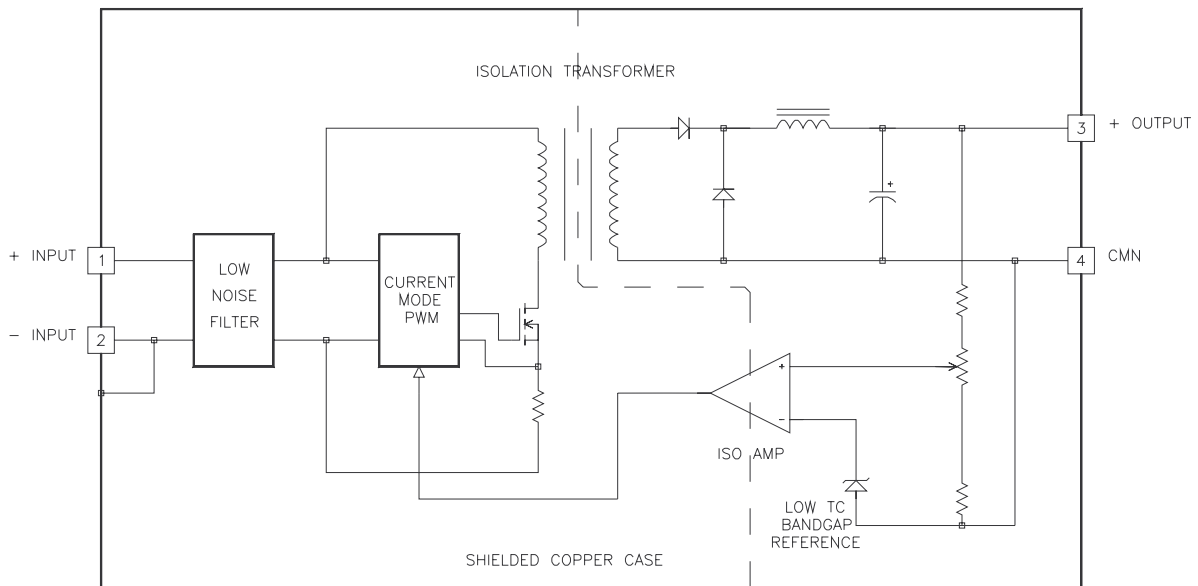 ISOLATION TRANSFORMER
3 + OUTPUT
+ INPUT 1
LOW
NOISE
FILTER
CURRENT
MODE
PWM
+
4 CMN
- INPUT 2
+
-
ISO AMP
LOW TC
BANDGAP
REFERENCE
SHIELDED COPPER CASE